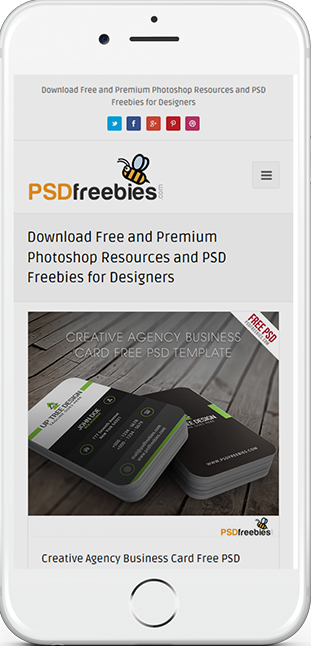 Download Free and Premium Photoshop Resources and PSD
Freebies for Designers
PSDfreebies.com
Download Free and Premium
Photoshop Resources and PSD
Freebies for Designers
CREATIVE AGENCY BUSINESS
CARD FREE PSD TEMPLATE
FREE PSD
UP TREE DESIGN
JOHN DOE
WWW.PSDFREEBIES.COM
PSDfreebies
Creative Agency Business Card Free PSD